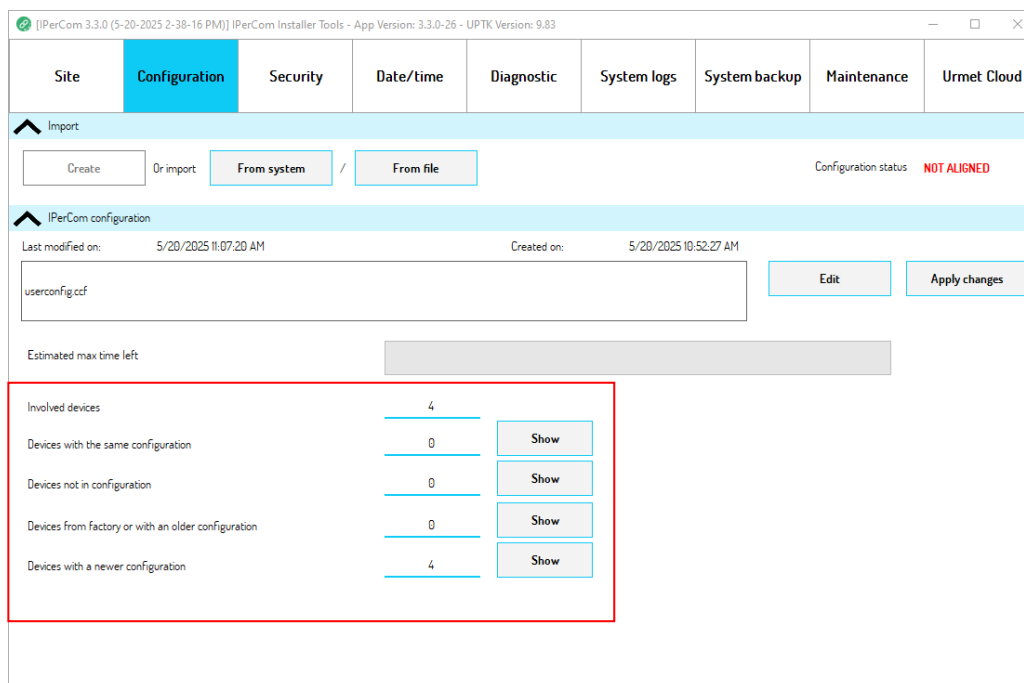 [IPerCom 3.3.0 (5-20-2025 2-38-16 PM)] IPerCom Installer Tools - App Version: 3.3.0-26 - UPTK Version: 9.83
Site Configuration Security Date/time Diagnostic System logs System backup Maintenance Urmet Cloud
Import
Create Or import From system / From file Configuration status NOT ALIGNED
IPerCom configuration
Last modified on: 5/20/2025 11:07:20 AM Created on: 5/20/2025 10:52:27 AM
userconfig.ccf Edit Apply changes
Estimated max time left
Involved devices 4
Devices with the same configuration 0 Show
Devices not in configuration 0 Show
Devices from factory or with an older configuration 0 Show
Devices with a newer configuration 4 Show